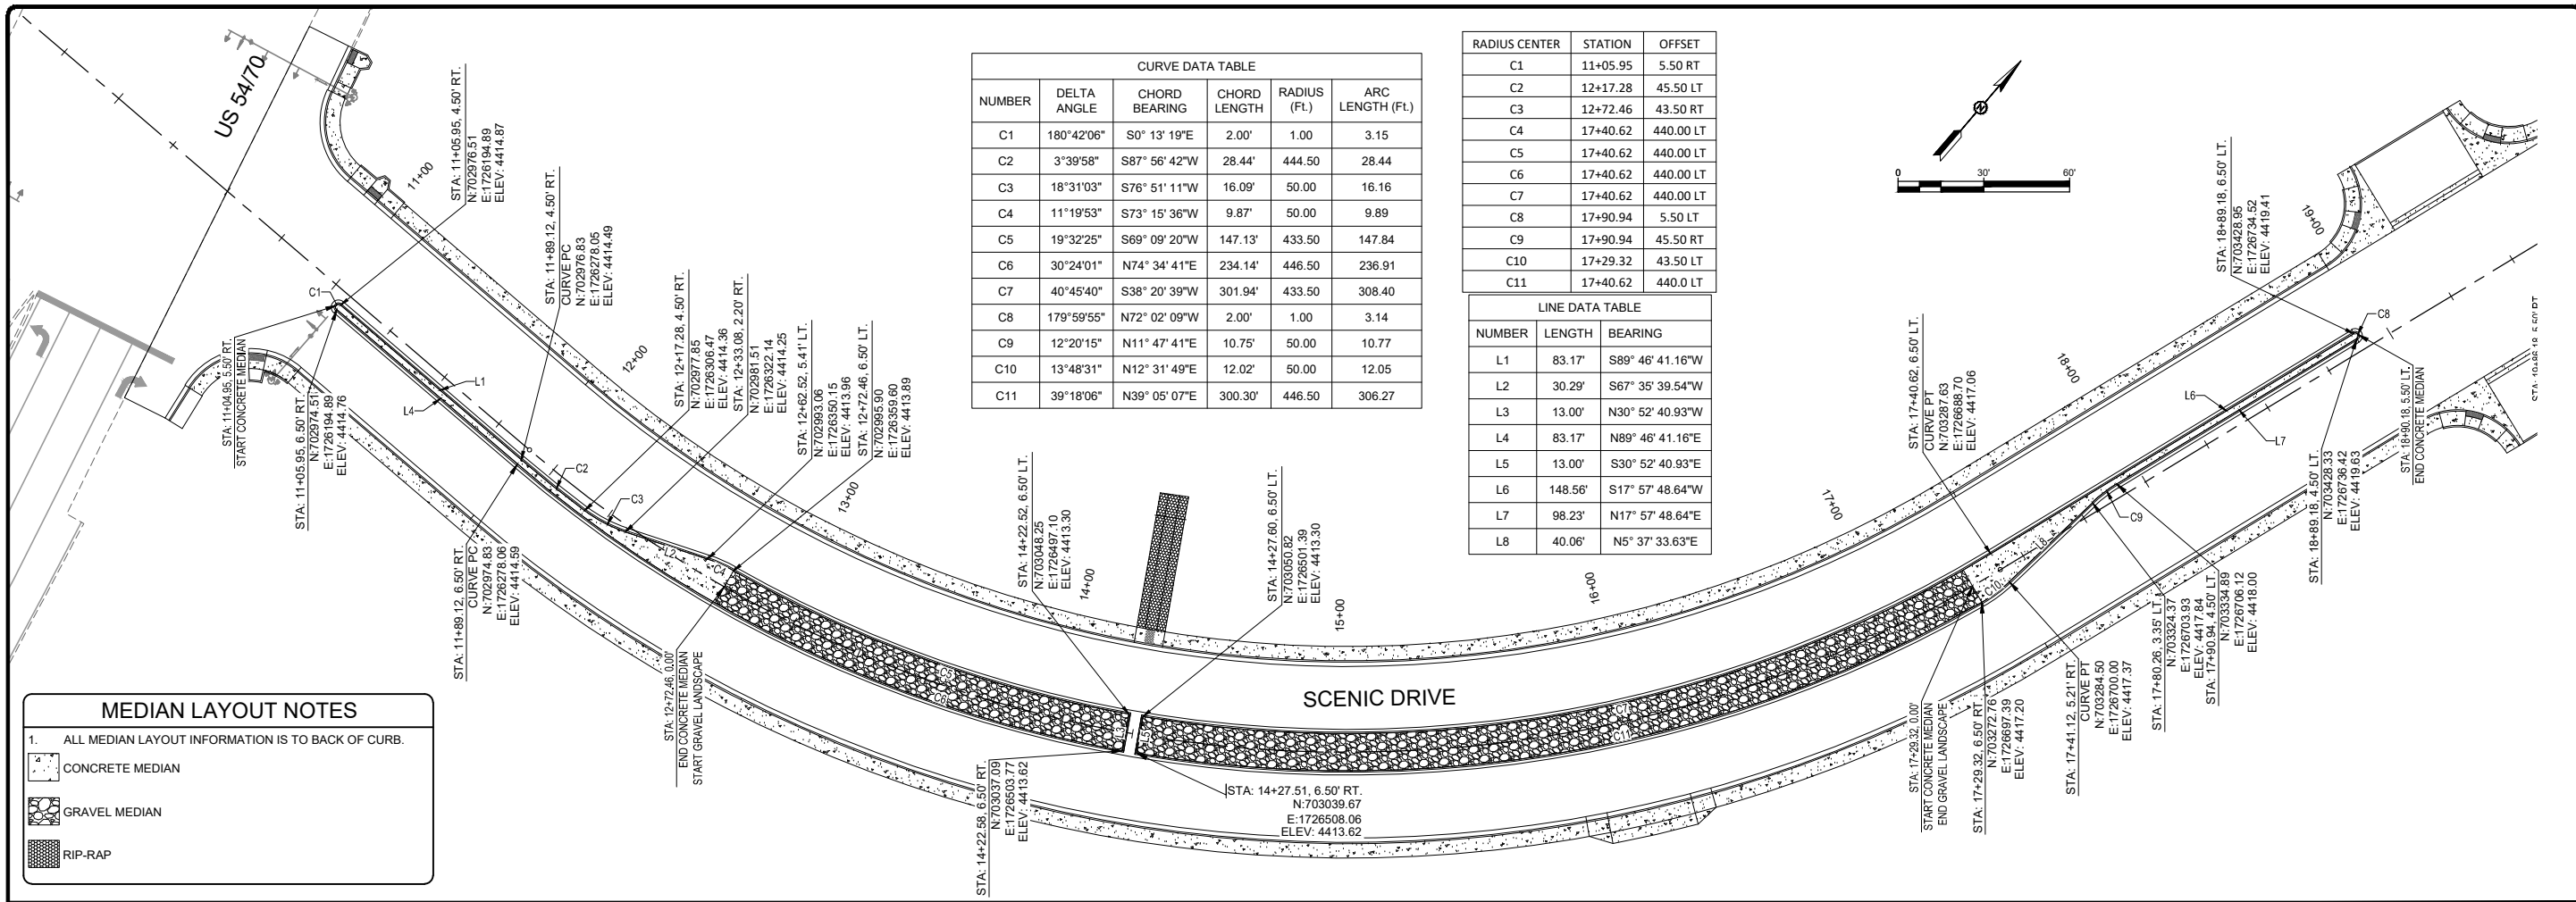 US 54/70
11+00
STA: 11+05.95, 4.50' RT.
N:702976.51
E:1726194.89
ELEV: 4414.87
STA: 11+89.12, 4.50' RT.
CURVE PC
N:702976.83
E:1726278.05
ELEV: 4414.49
12+00
STA: 12+17.28, 4.50' RT.
N:702977.85
E:1726306.47
ELEV: 4414.36
STA: 12+33.08, 2.20' RT.
N:702981.51
E:1726322.14
ELEV: 4414.25
STA: 12+62.52, 5.41' LT.
N:702993.06
E:1726350.15
ELEV: 4413.96
STA: 12+72.46, 6.50' LT.
N:702995.90
E:1726359.60
ELEV: 4413.89
13+00
CURVE DATA TABLE
NUMBER DELTA ANGLE CHORD BEARING CHORD LENGTH RADIUS (Ft.) ARC LENGTH (Ft.)
C1 180°42'06" S0° 13' 19"E 2.00' 1.00 3.15
C2 3°39'58" S87° 56' 42"W 28.44' 444.50 28.44
C3 18°31'03" S76° 51' 11"W 16.09' 50.00 16.16
C4 11°19'53" S73° 15' 36"W 9.87' 50.00 9.89
C5 19°32'25" S69° 09' 20"W 147.13' 433.50 147.84
C6 30°24'01" N74° 34' 41"E 234.14' 446.50 236.91
C7 40°45'40" S38° 20' 39"W 301.94' 433.50 308.40
C8 179°59'55" N72° 02' 09"W 2.00' 1.00 3.14
C9 12°20'15" N11° 47' 41"E 10.75' 50.00 10.77
C10 13°48'31" N12° 31' 49"E 12.02' 50.00 12.05
C11 39°18'06" N39° 05' 07"E 300.30' 446.50 306.27
RADIUS CENTER STATION OFFSET
C1 11+05.95 5.50 RT
C2 12+17.28 45.50 LT
C3 12+72.46 43.50 RT
C4 17+40.62 440.00 LT
C5 17+40.62 440.00 LT
C6 17+40.62 440.00 LT
C7 17+40.62 440.00 LT
C8 17+90.94 5.50 LT
C9 17+90.94 45.50 RT
C10 17+29.32 43.50 LT
C11 17+40.62 440.0 LT
LINE DATA TABLE
NUMBER LENGTH BEARING
L1 83.17' S89° 46' 41.16"W
L2 30.29' S67° 35' 39.54"W
L3 13.00' N30° 52' 40.93"W
L4 83.17' N89° 46' 41.16"E
L5 13.00' S30° 52' 40.93"E
L6 148.56' S17° 57' 48.64"W
L7 98.23' N17° 57' 48.64"E
L8 40.06' N5° 37' 33.63"E
N
0 30' 60'
STA: 18+89.18, 6.50' LT.
N:703428.95
E:1726734.52
ELEV: 4419.41
19+00
18+00
17+00
16+00
15+00
14+00
C1
L1
L4
C2
C3
L2
C4
C5
C6
L3
L5
C7
C11
C10
L8
C9
L6
L7
C8
STA: 11+04.95, 5.50' RT.
START CONCRETE MEDIAN
STA: 11+05.95, 6.50' RT.
N:702974.51
E:1726194.89
ELEV: 4414.76
STA: 11+89.12, 6.50' RT.
CURVE PC
N:702974.83
E:1726278.06
ELEV: 4414.59
STA: 12+72.46, 0.00'
END CONCRETE MEDIAN
START GRAVEL LANDSCAPE
STA: 14+22.52, 6.50' LT.
N:703048.25
E:1726497.10
ELEV: 4413.30
STA: 14+27.60, 6.50' LT.
N:703050.82
E:1726501.39
ELEV: 4413.30
STA: 14+22.58, 6.50' RT.
N:703037.09
E:1726503.77
ELEV: 4413.62
STA: 14+27.51, 6.50' RT.
N:703039.67
E:1726508.06
ELEV: 4413.62
SCENIC DRIVE
STA: 17+40.62, 6.50' LT.
CURVE PT
N:703287.63
E:1726688.70
ELEV: 4417.06
STA: 17+29.32, 0.00'
START CONCRETE MEDIAN
END GRAVEL LANDSCAPE
STA: 17+29.32, 6.50' RT.
N:703272.76
E:1726697.39
ELEV: 4417.20
STA: 17+41.12, 5.21' RT.
CURVE PT
N:703284.50
E:1726700.00
ELEV: 4417.37
STA: 17+80.26, 3.35' LT.
N:703324.37
E:1726703.93
ELEV: 4417.84
STA: 17+90.94, 4.50' LT.
N:703334.89
E:1726706.12
ELEV: 4418.00
STA: 18+89.18, 4.50' LT.
N:703428.33
E:1726736.42
ELEV: 4419.63
STA: 18+90.18, 5.50' LT.
END CONCRETE MEDIAN
MEDIAN LAYOUT NOTES
1. ALL MEDIAN LAYOUT INFORMATION IS TO BACK OF CURB.
CONCRETE MEDIAN
GRAVEL MEDIAN
RIP-RAP